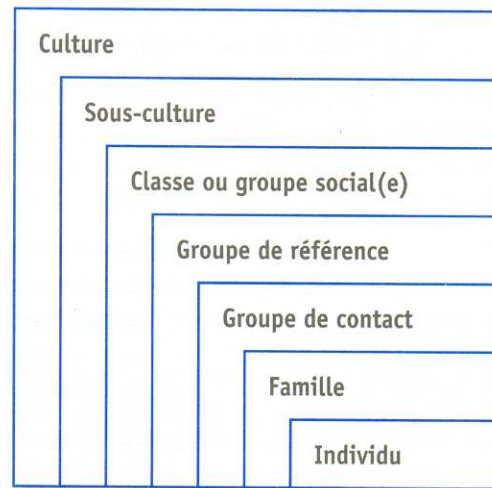 Culture
Sous-culture
Classe ou groupe social(e)
Groupe de référence
Groupe de contact
Famille
Individu